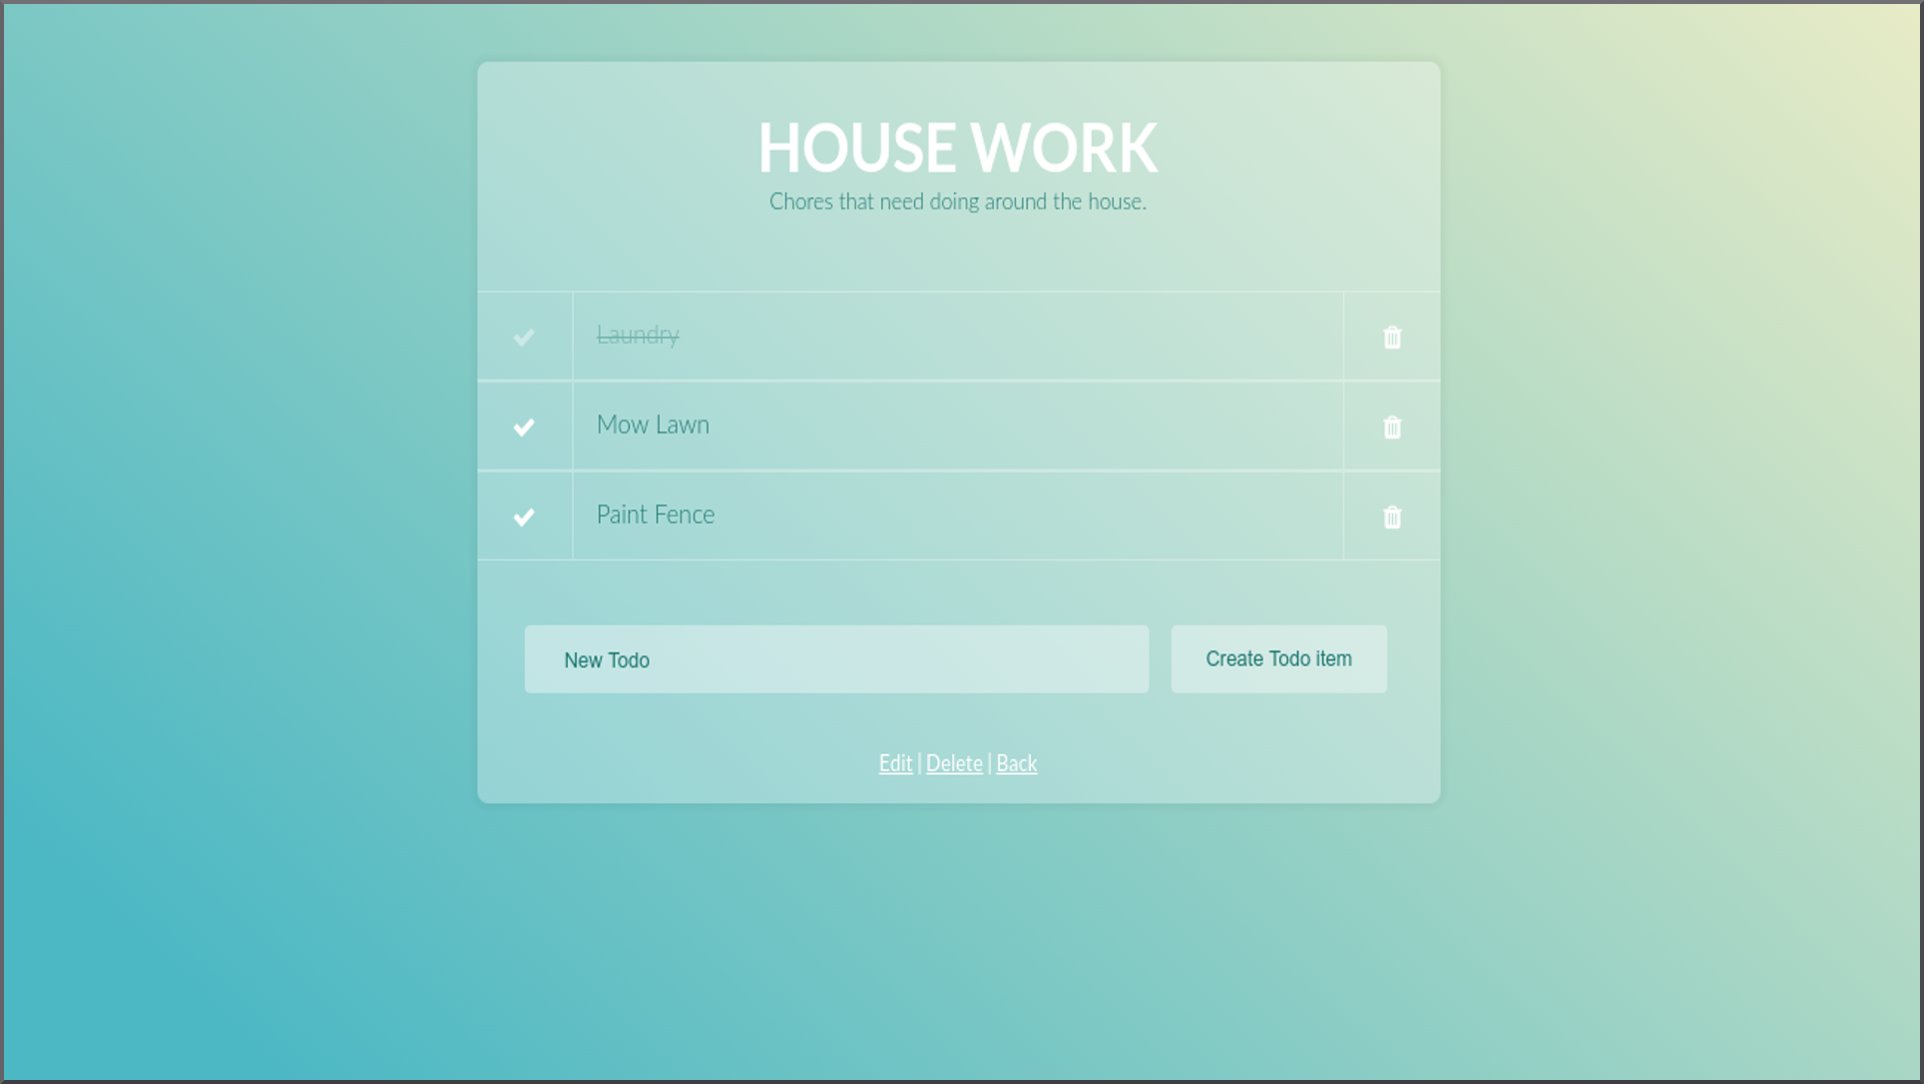 HOUSE WORK
Chores that need doing around the house.
Laundry
Mow Lawn
Paint Fence
New Todo
Create Todo item
Edit | Delete | Back